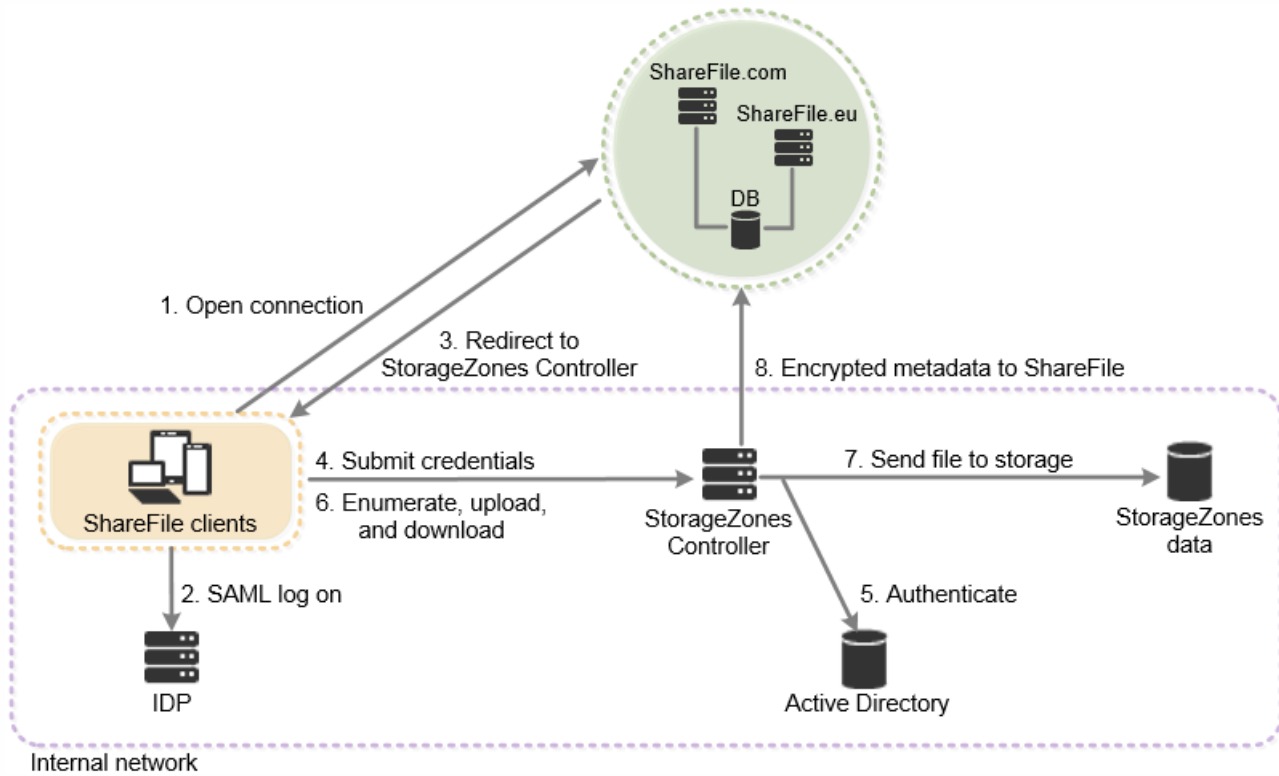 ShareFile.com
ShareFile.eu
DB
1. Open connection
3. Redirect to
StorageZones Controller
8. Encrypted metadata to ShareFile
ShareFile clients
4. Submit credentials
6. Enumerate, upload,
and download
StorageZones
Controller
7. Send file to storage
StorageZones
data
2. SAML log on
IDP
5. Authenticate
Active Directory
Internal network